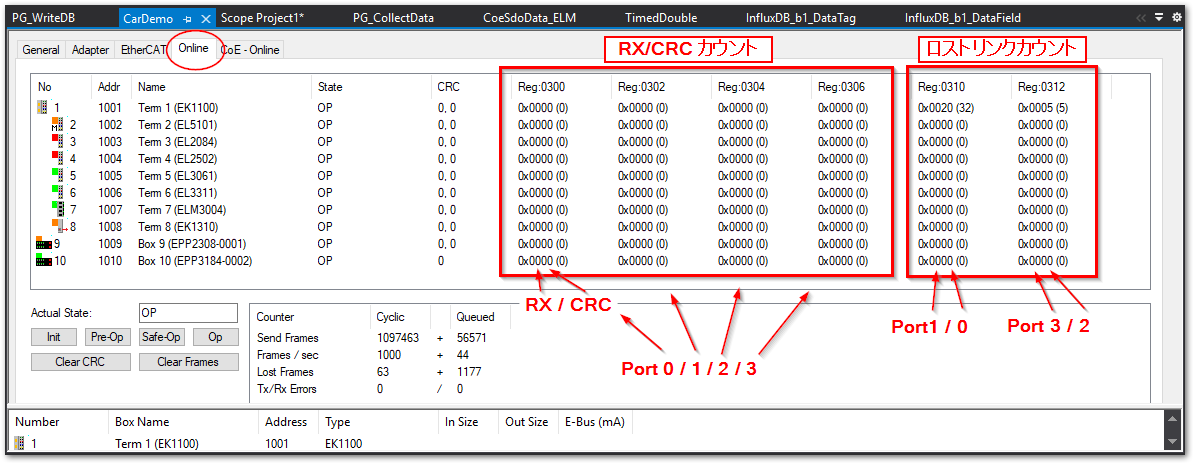 PG_WriteDB CarDemo Scope Project1* PG_CollectData CoeSdoData_ELM TimedDouble InfluxDB_b1_DataTag InfluxDB_b1_DataField
General Adapter EtherCAT Online CoE - Online
RX/CRC カウント ロストリンクカウント
No Addr Name State CRC Reg:0300 Reg:0302 Reg:0304 Reg:0306 Reg:0310 Reg:0312
1 1001 Term 1 (EK1100) OP 0, 0 0x0000 (0) 0x0000 (0) 0x0000 (0) 0x0000 (0) 0x0020 (32) 0x0005 (5)
2 1002 Term 2 (EL5101) OP 0, 0 0x0000 (0) 0x0000 (0) 0x0000 (0) 0x0000 (0) 0x0000 (0) 0x0000 (0)
3 1003 Term 3 (EL2084) OP 0, 0 0x0000 (0) 0x0000 (0) 0x0000 (0) 0x0000 (0) 0x0000 (0) 0x0000 (0)
4 1004 Term 4 (EL2502) OP 0, 0 0x0000 (0) 0x0000 (0) 0x0000 (0) 0x0000 (0) 0x0000 (0) 0x0000 (0)
5 1005 Term 5 (EL3061) OP 0, 0 0x0000 (0) 0x0000 (0) 0x0000 (0) 0x0000 (0) 0x0000 (0) 0x0000 (0)
6 1006 Term 6 (EL3311) OP 0, 0 0x0000 (0) 0x0000 (0) 0x0000 (0) 0x0000 (0) 0x0000 (0) 0x0000 (0)
7 1007 Term 7 (ELM3004) OP 0, 0 0x0000 (0) 0x0000 (0) 0x0000 (0) 0x0000 (0) 0x0000 (0) 0x0000 (0)
8 1008 Term 8 (EK1310) OP 0, 0 0x0000 (0) 0x0000 (0) 0x0000 (0) 0x0000 (0) 0x0000 (0) 0x0000 (0)
9 1009 Box 9 (EPP2308-0001) OP 0, 0 0x0000 (0) 0x0000 (0) 0x0000 (0) 0x0000 (0) 0x0000 (0) 0x0000 (0)
10 1010 Box 10 (EPP3184-0002) OP 0 0x0000 (0) 0x0000 (0) 0x0000 (0) 0x0000 (0) 0x0000 (0) 0x0000 (0)
RX / CRC
Port1 / 0 Port 3 / 2
Port 0 / 1 / 2 / 3
Actual State: OP
Init Pre-Op Safe-Op Op
Clear CRC Clear Frames
Counter Cyclic Queued
Send Frames 1097463 + 56571
Frames / sec 1000 + 44
Lost Frames 63 + 1177
Tx/Rx Errors 0 / 0
Number Box Name Address Type In Size Out Size E-Bus (mA)
1 Term 1 (EK1100) 1001 EK1100